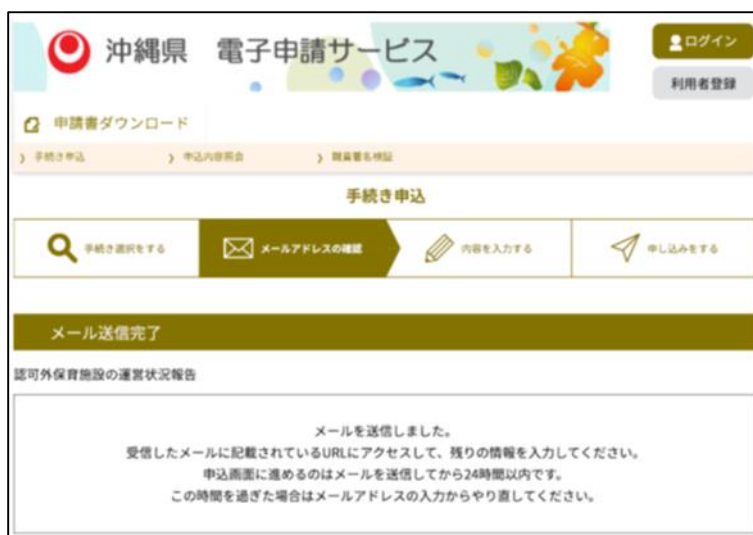 沖縄県 電子申請サービス
ログイン
利用者登録
申請書ダウンロード
手続き申込
申込内容照会
職責署名検証
手続き申込
手続き選択をする
メールアドレスの確認
内容を入力する
申し込みをする
メール送信完了
認可外保育施設の運営状況報告
メールを送信しました。
受信したメールに記載されているURLにアクセスして、残りの情報を入力してください。
申込画面に進めるのはメールを送信してから24時間以内です。
この時間を過ぎた場合はメールアドレスの入力からやり直してください。